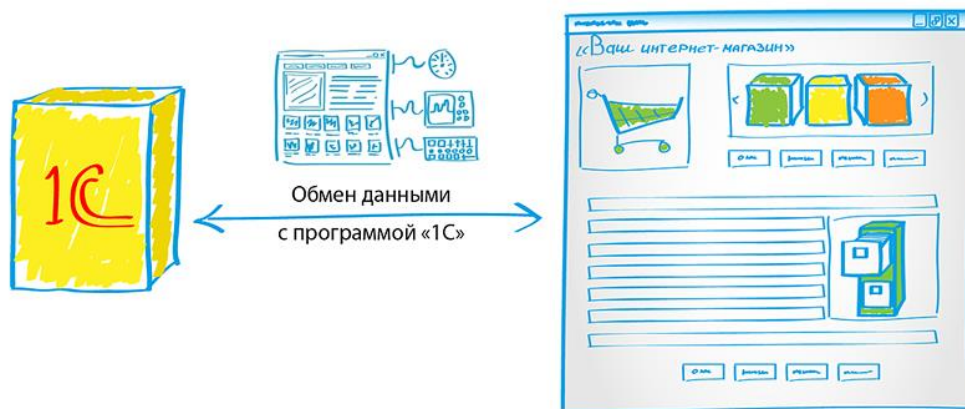 1С
Обмен данными
с программой «1С»
«Ваш интернет-магазин»